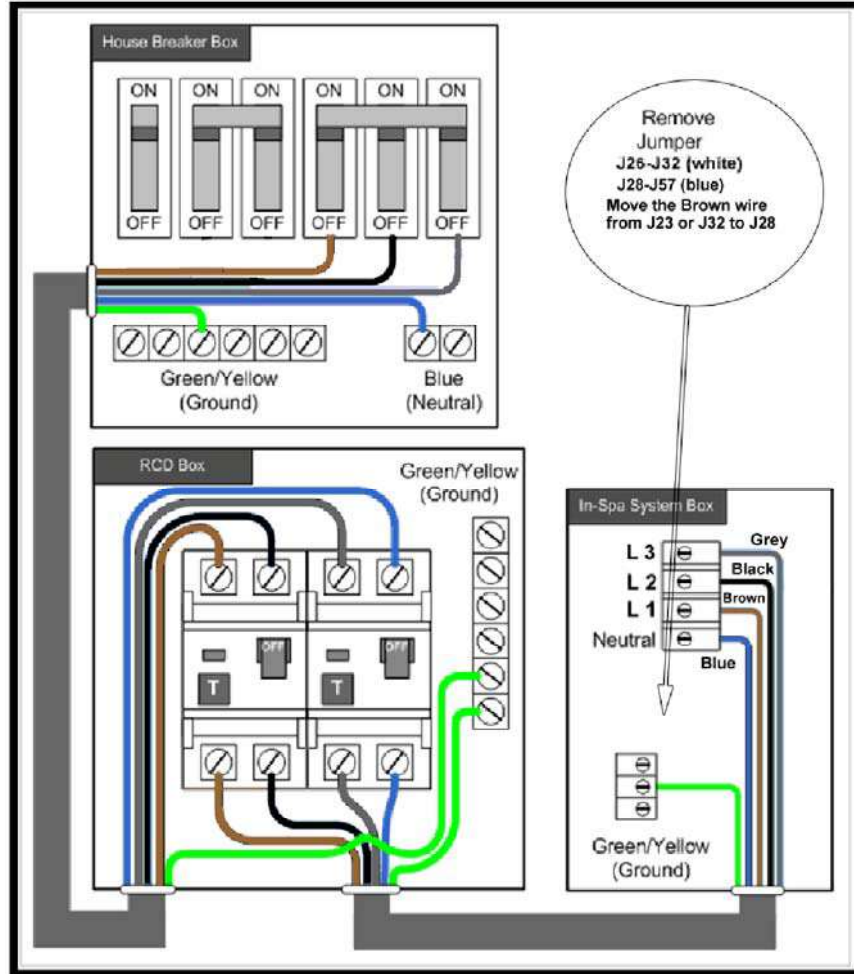 House Breaker Box
ON ON ON ON ON ON
OFF OFF OFF OFF OFF OFF
Green/Yellow
(Ground)
Blue
(Neutral)
Remove
Jumper
J26-J32 (white)
J28-J57 (blue)
Move the Brown wire
from J23 or J32 to J28
RCD Box
Green/Yellow
(Ground)
OFF OFF
T T
In-Spa System Box
L 3 Grey
L 2 Black
L 1 Brown
Neutral
Blue
Green/Yellow
(Ground)